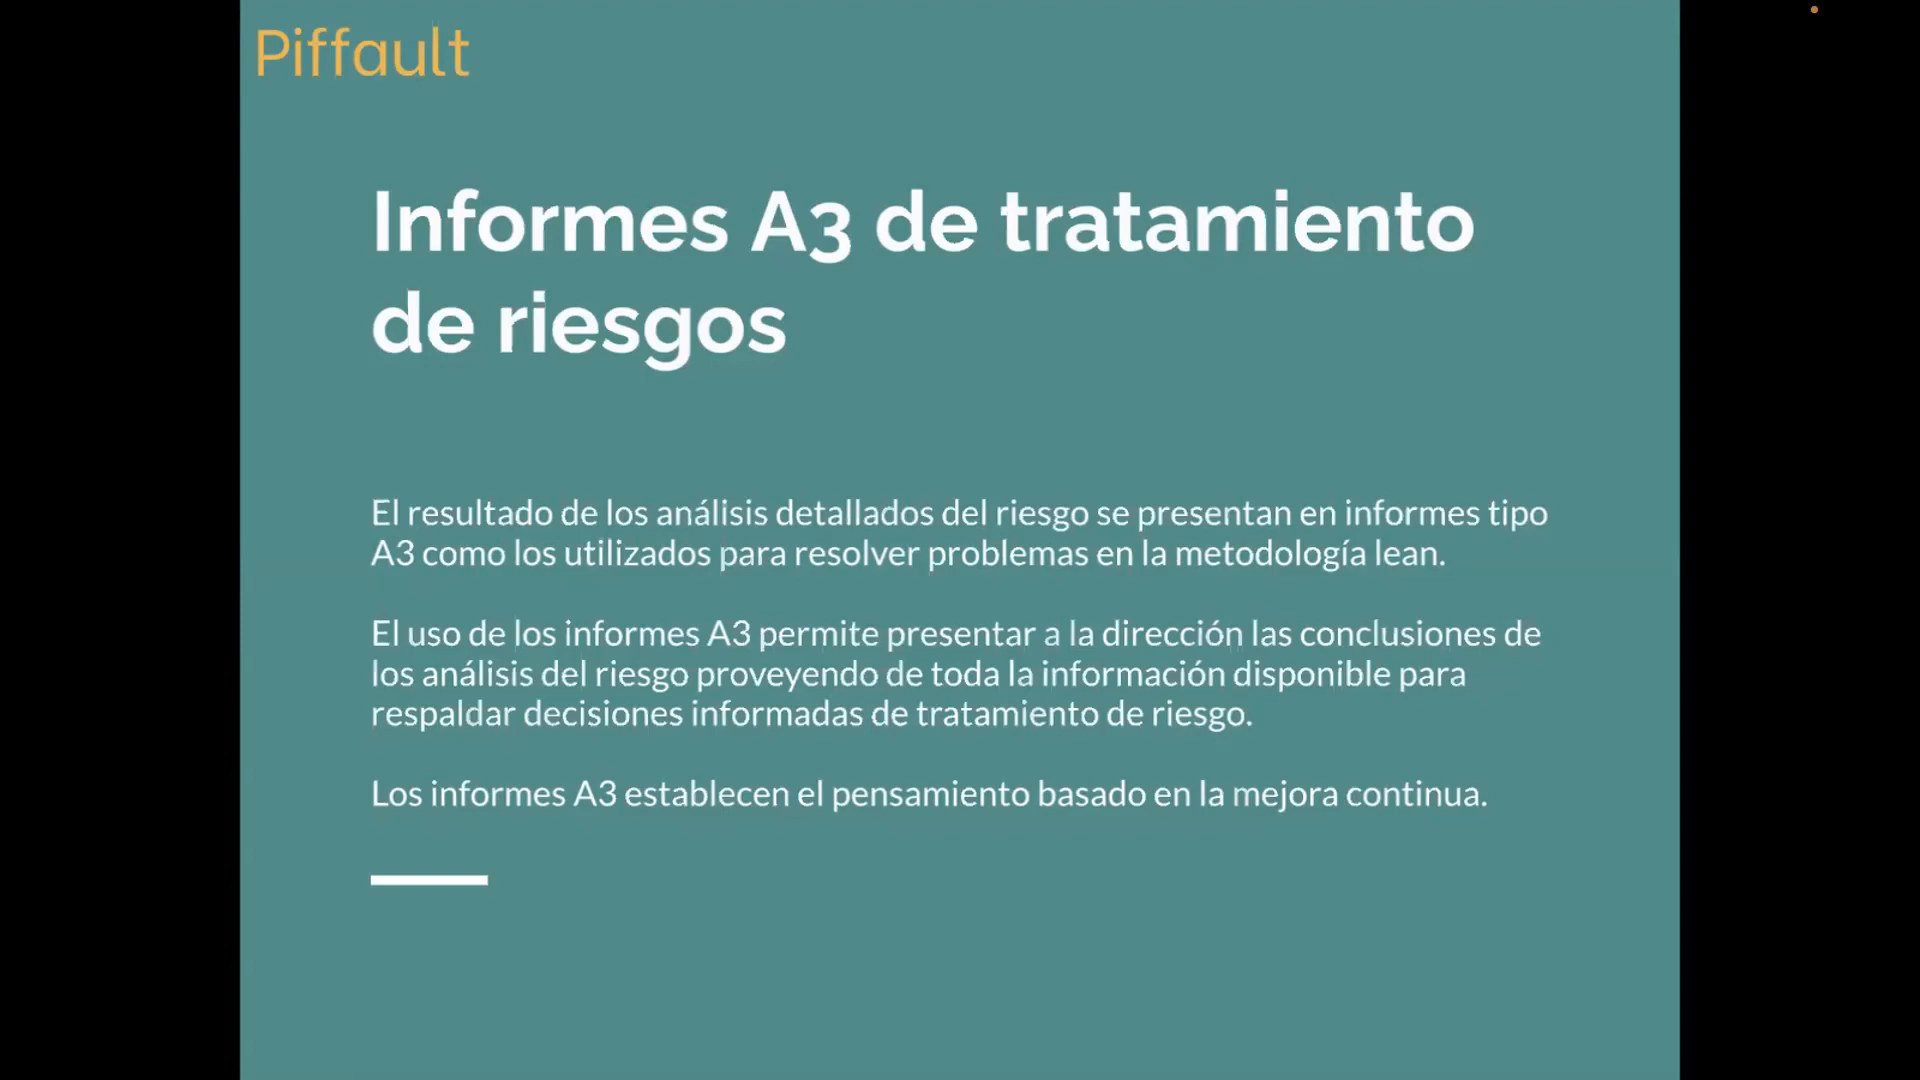 Piffault
Informes A3 de tratamiento
de riesgos
El resultado de los análisis detallados del riesgo se presentan en informes tipo
A3 como los utilizados para resolver problemas en la metodología lean.
El uso de los informes A3 permite presentar a la dirección las conclusiones de
los análisis del riesgo proveyendo de toda la información disponible para
respaldar decisiones informadas de tratamiento de riesgo.
Los informes A3 establecen el pensamiento basado en la mejora continua.